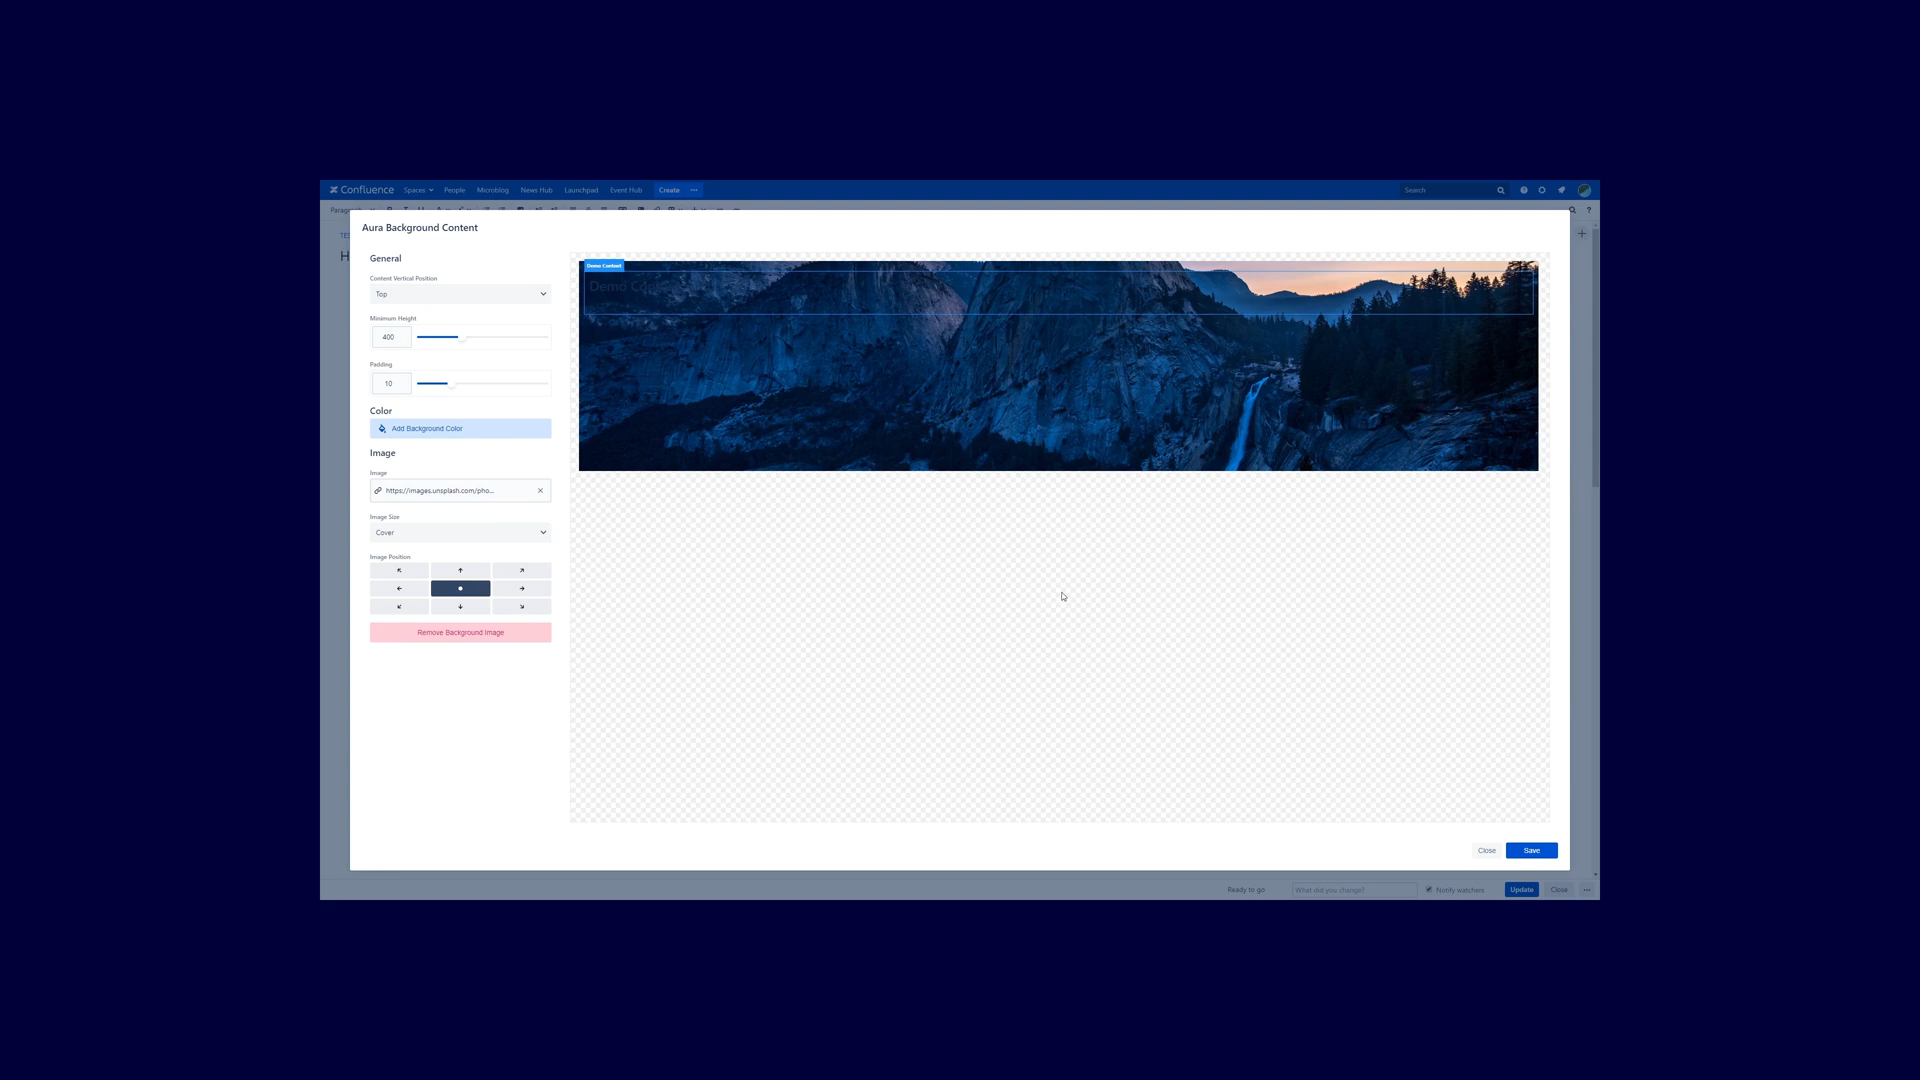 Confluence Spaces People Microblog News Hub Launchpad Event Hub Create Search
Aura Background Content
General
Content Vertical Position
Top
Minimum Height
400
Padding
10
Color
Add Background Color
Image
Image
https://images.unsplash.com/pho...
Image Size
Cover
Image Position
Remove Background Image
Demo Content
Close Save
Ready to go What did you change? Notify watchers Update Close